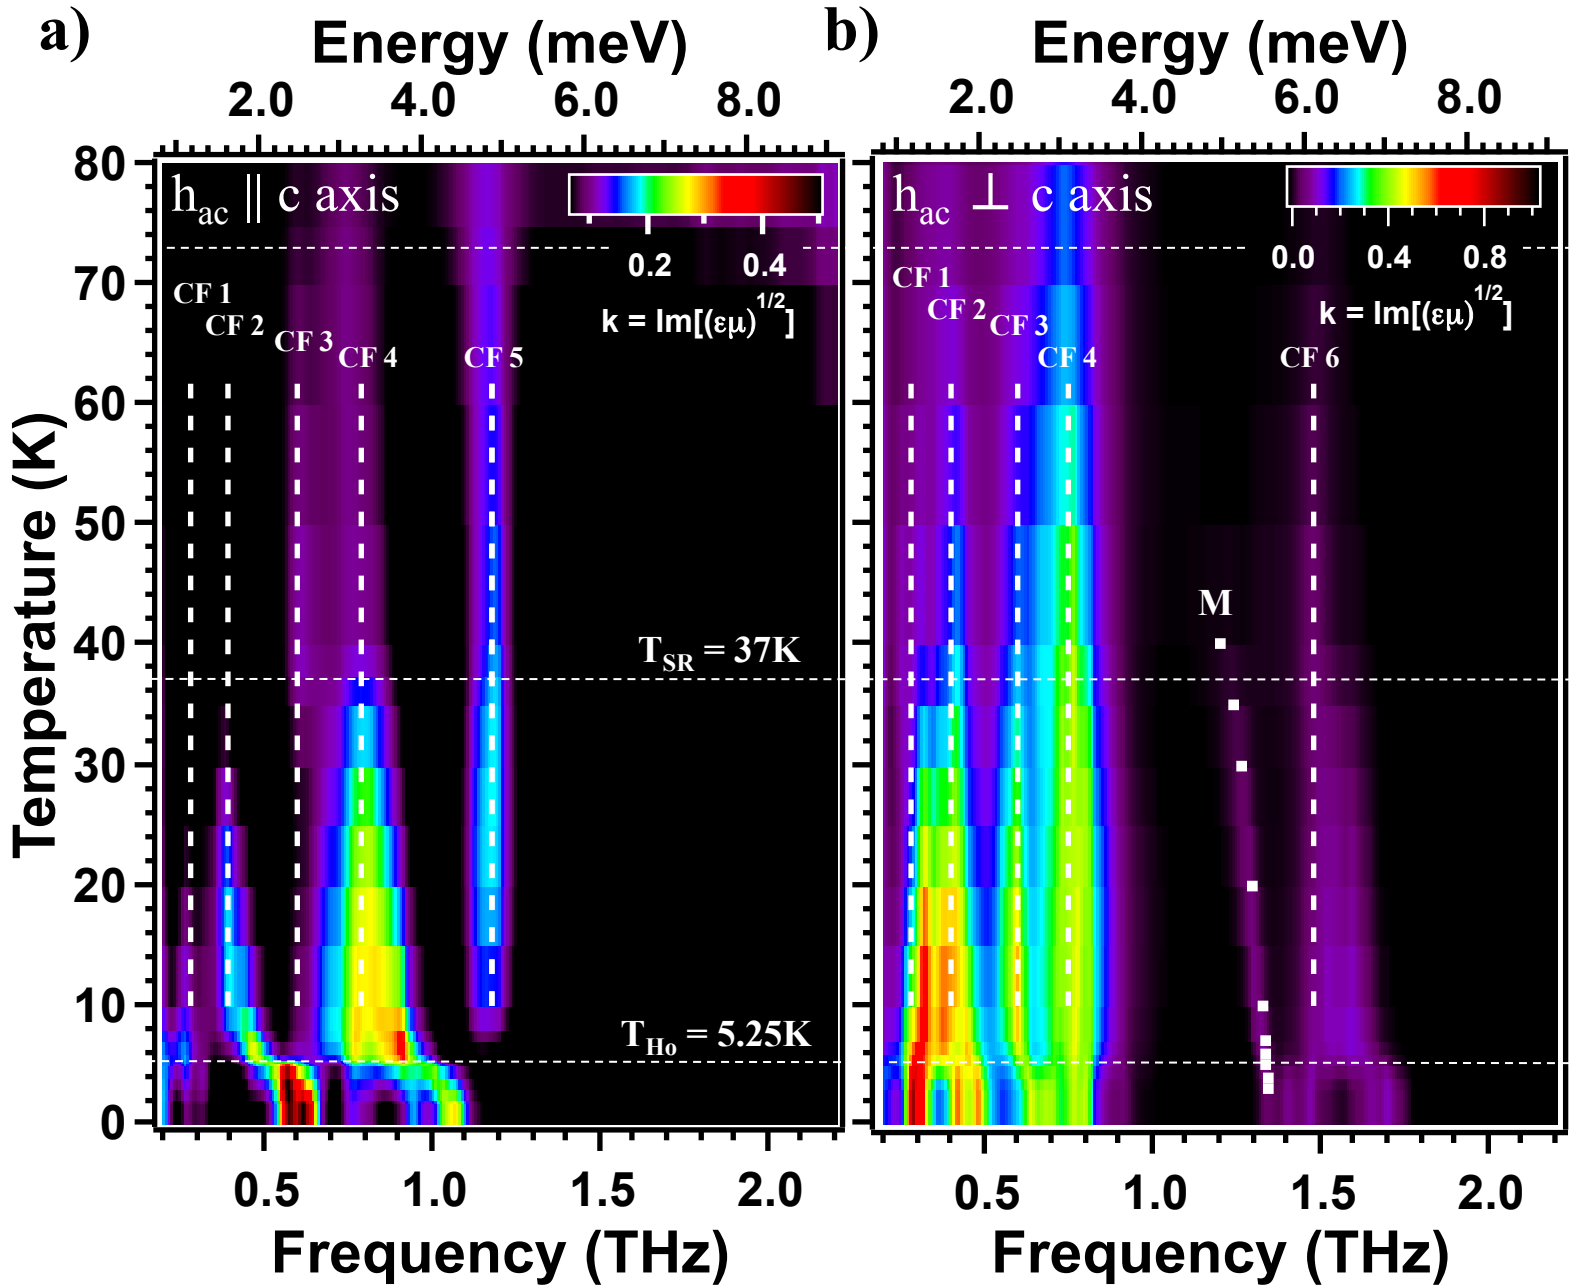 a)
Energy (meV)
2.0 4.0 6.0 8.0
h_ac || c axis
0.2 0.4
k = Im[(εμ)^1/2]
CF 1
CF 2
CF 3
CF 4
CF 5
T_SR = 37K
T_Ho = 5.25K
80
70
60
50
40
30
20
10
0
Temperature (K)
0.5 1.0 1.5 2.0
Frequency (THz)
b)
Energy (meV)
2.0 4.0 6.0 8.0
h_ac ⊥ c axis
0.0 0.4 0.8
k = Im[(εμ)^1/2]
CF 1
CF 2
CF 3
CF 4
CF 6
M
0.5 1.0 1.5 2.0
Frequency (THz)